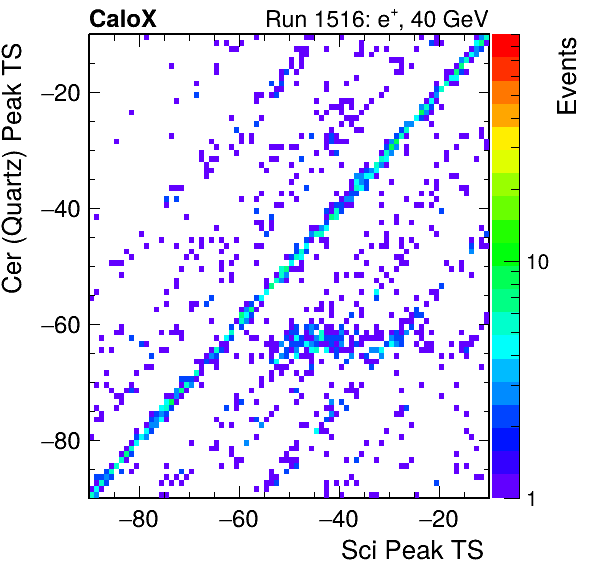 CaloX Run 1516: e⁺, 40 GeV
Events
Cer (Quartz) Peak TS
−20
−40
−60
−80
10
1
−80 −60 −40 −20
Sci Peak TS